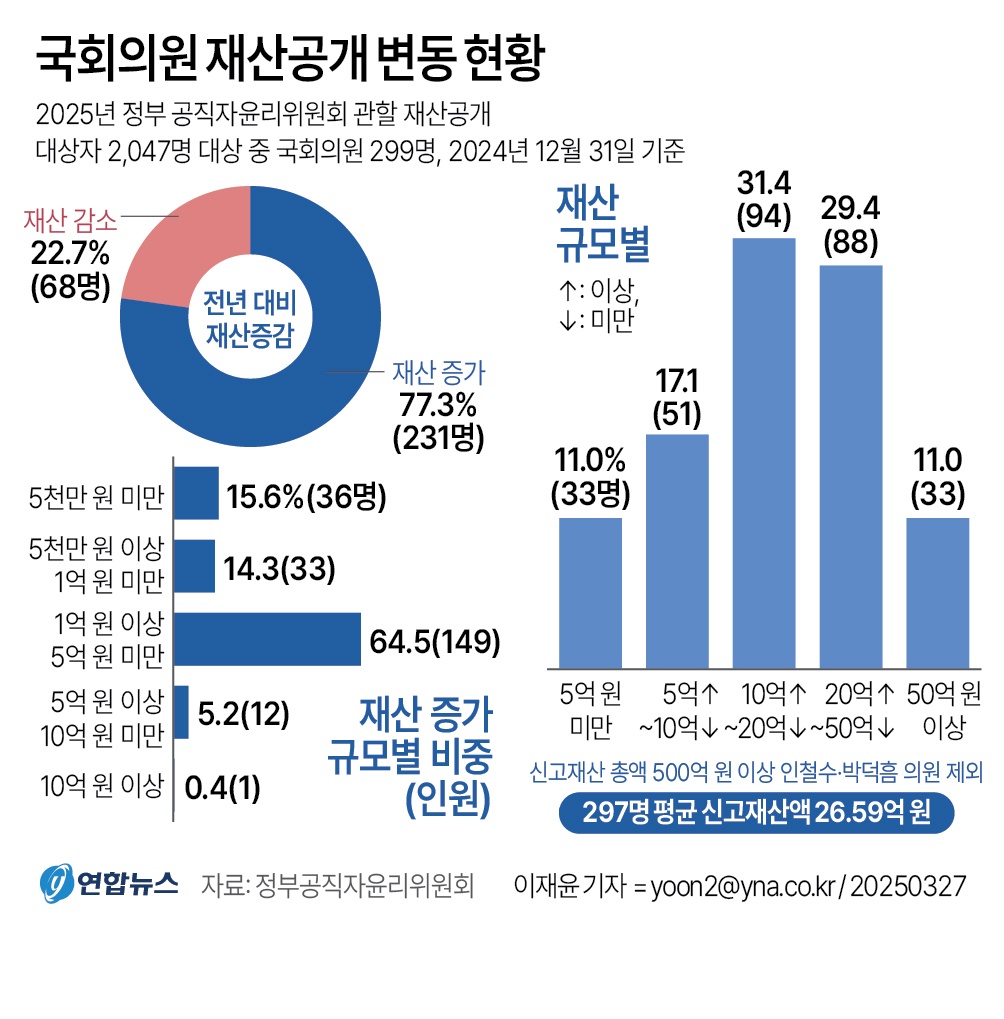 국회의원 재산공개 변동 현황
2025년 정부 공직자윤리위원회 관할 재산공개
대상자 2,047명 대상 중 국회의원 299명, 2024년 12월 31일 기준
재산 감소
22.7%
(68명)
전년 대비
재산증감
재산 증가
77.3%
(231명)
5천만 원 미만
15.6%(36명)
5천만 원 이상
1억 원 미만
14.3(33)
1억 원 이상
5억 원 미만
64.5(149)
5억 원 이상
10억 원 미만
5.2(12)
10억 원 이상
0.4(1)
재산 증가
규모별 비중
(인원)
재산
규모별
↑: 이상,
↓: 미만
11.0%
(33명)
17.1
(51)
31.4
(94)
29.4
(88)
11.0
(33)
5억 원
미만
5억↑
~10억↓
10억↑
~20억↓
20억↑
~50억↓
50억 원
이상
신고재산 총액 500억 원 이상 인철수·박덕흠 의원 제외
297명 평균 신고재산액 26.59억 원
y 연합뉴스
자료: 정부공직자윤리위원회
이재윤 기자 = yoon2@yna.co.kr / 20250327